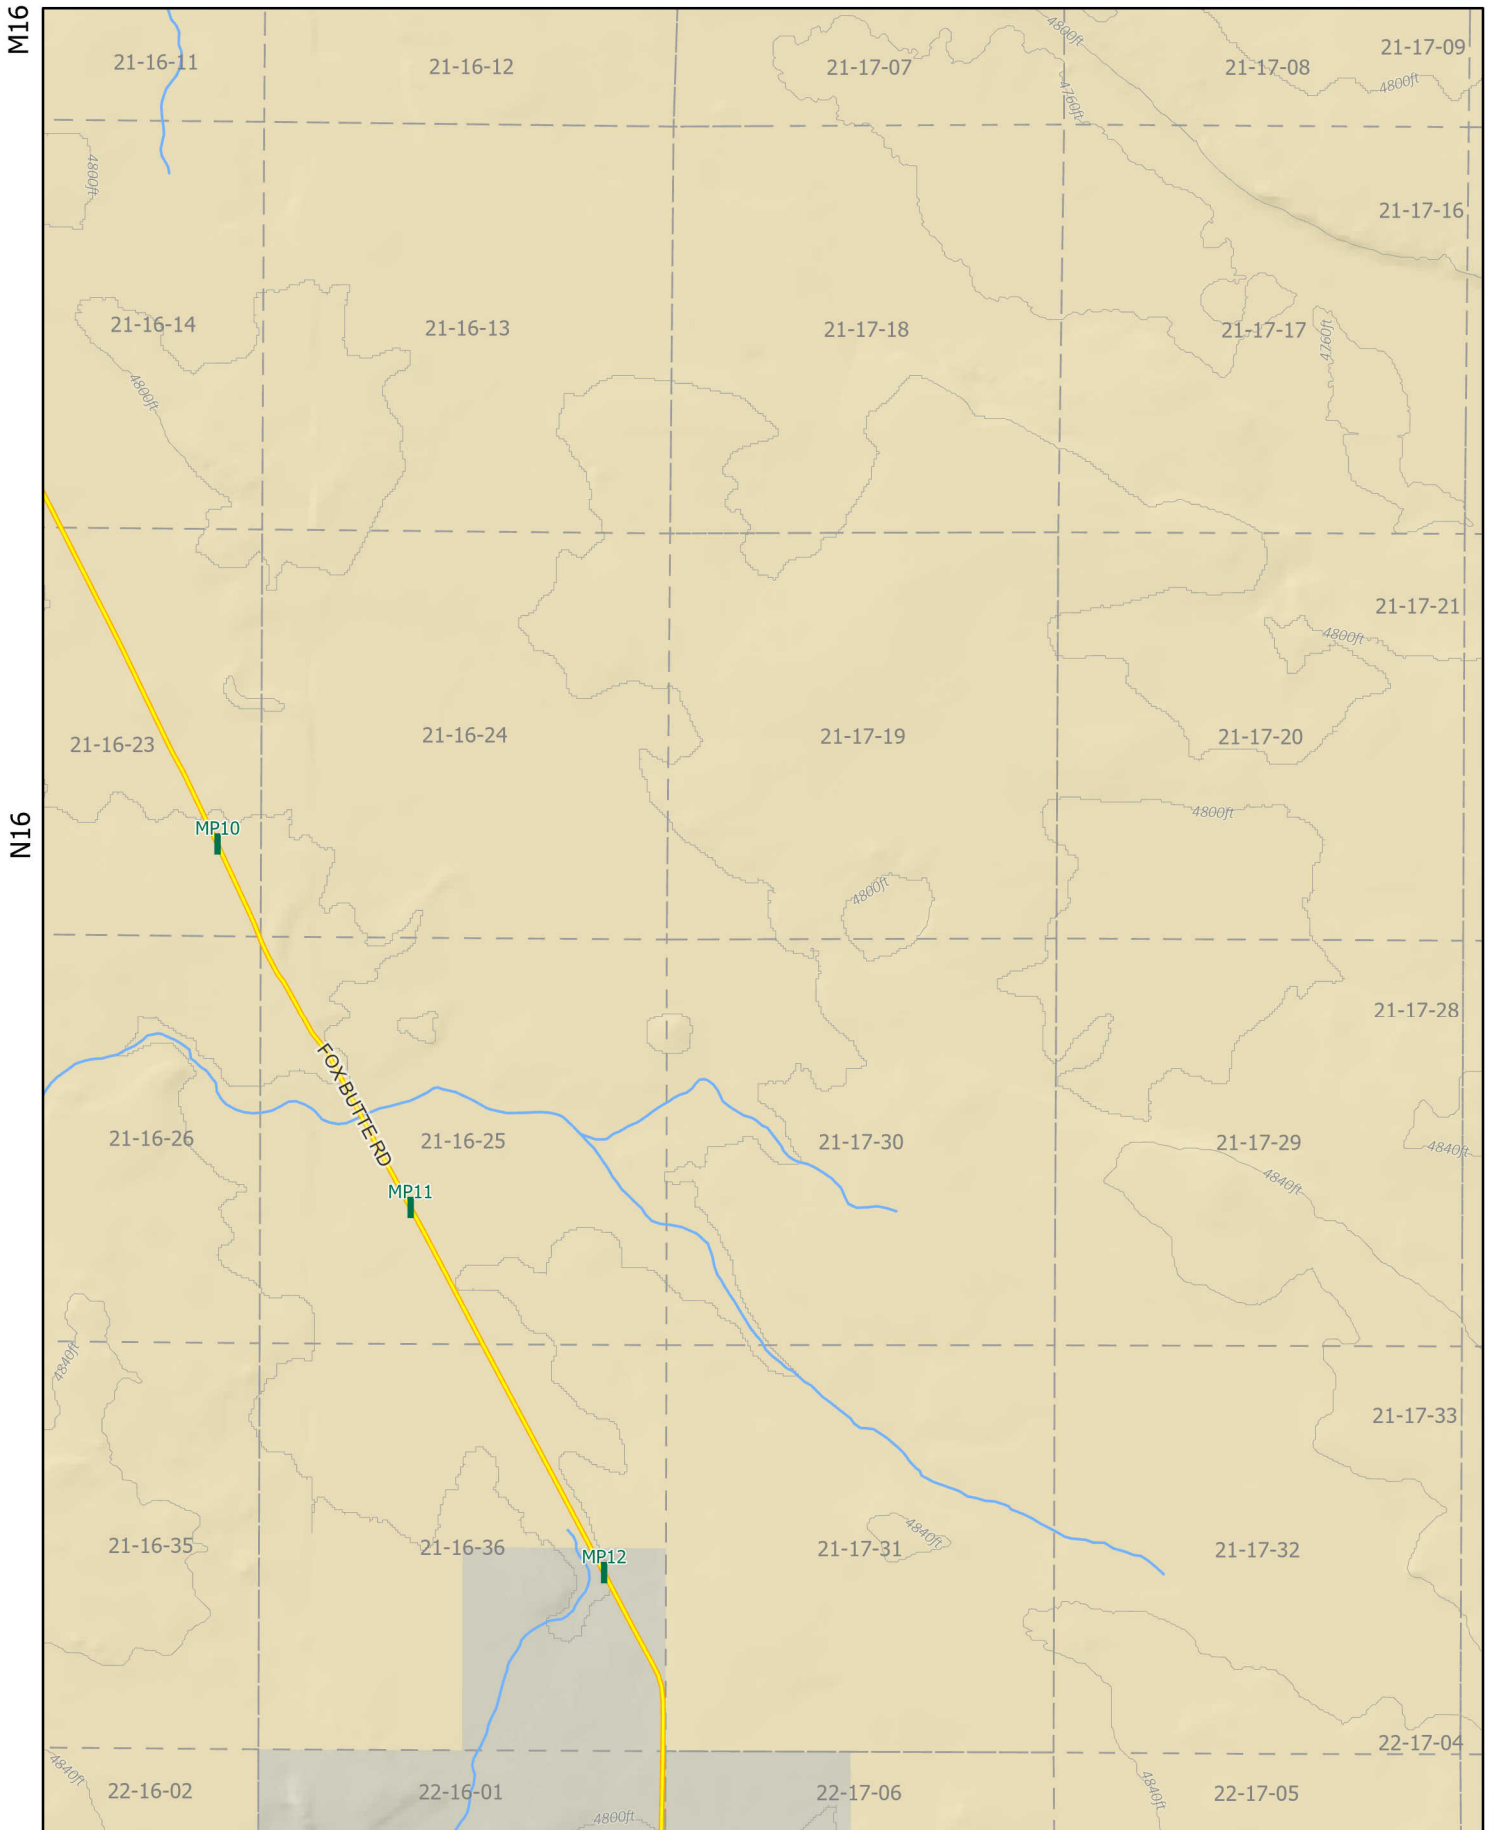 M16
21-16-11
21-16-12
21-17-07
21-17-08
21-17-09
4800ft
4800ft
4760ft
4800ft
21-17-16
21-16-14
21-16-13
21-17-18
21-17-17
4760ft
4800ft
21-17-21
4800ft
21-16-23
21-16-24
21-17-19
21-17-20
N16
MP10
4800ft
4800ft
21-17-28
FOX BUTTE RD
21-16-26
21-16-25
21-17-30
21-17-29
4840ft
4840ft
MP11
4840ft
21-17-33
21-16-35
21-16-36
MP12
21-17-31
4840ft
21-17-32
22-17-04
4840ft
22-16-02
22-16-01
22-17-06
4840ft
22-17-05
4800ft